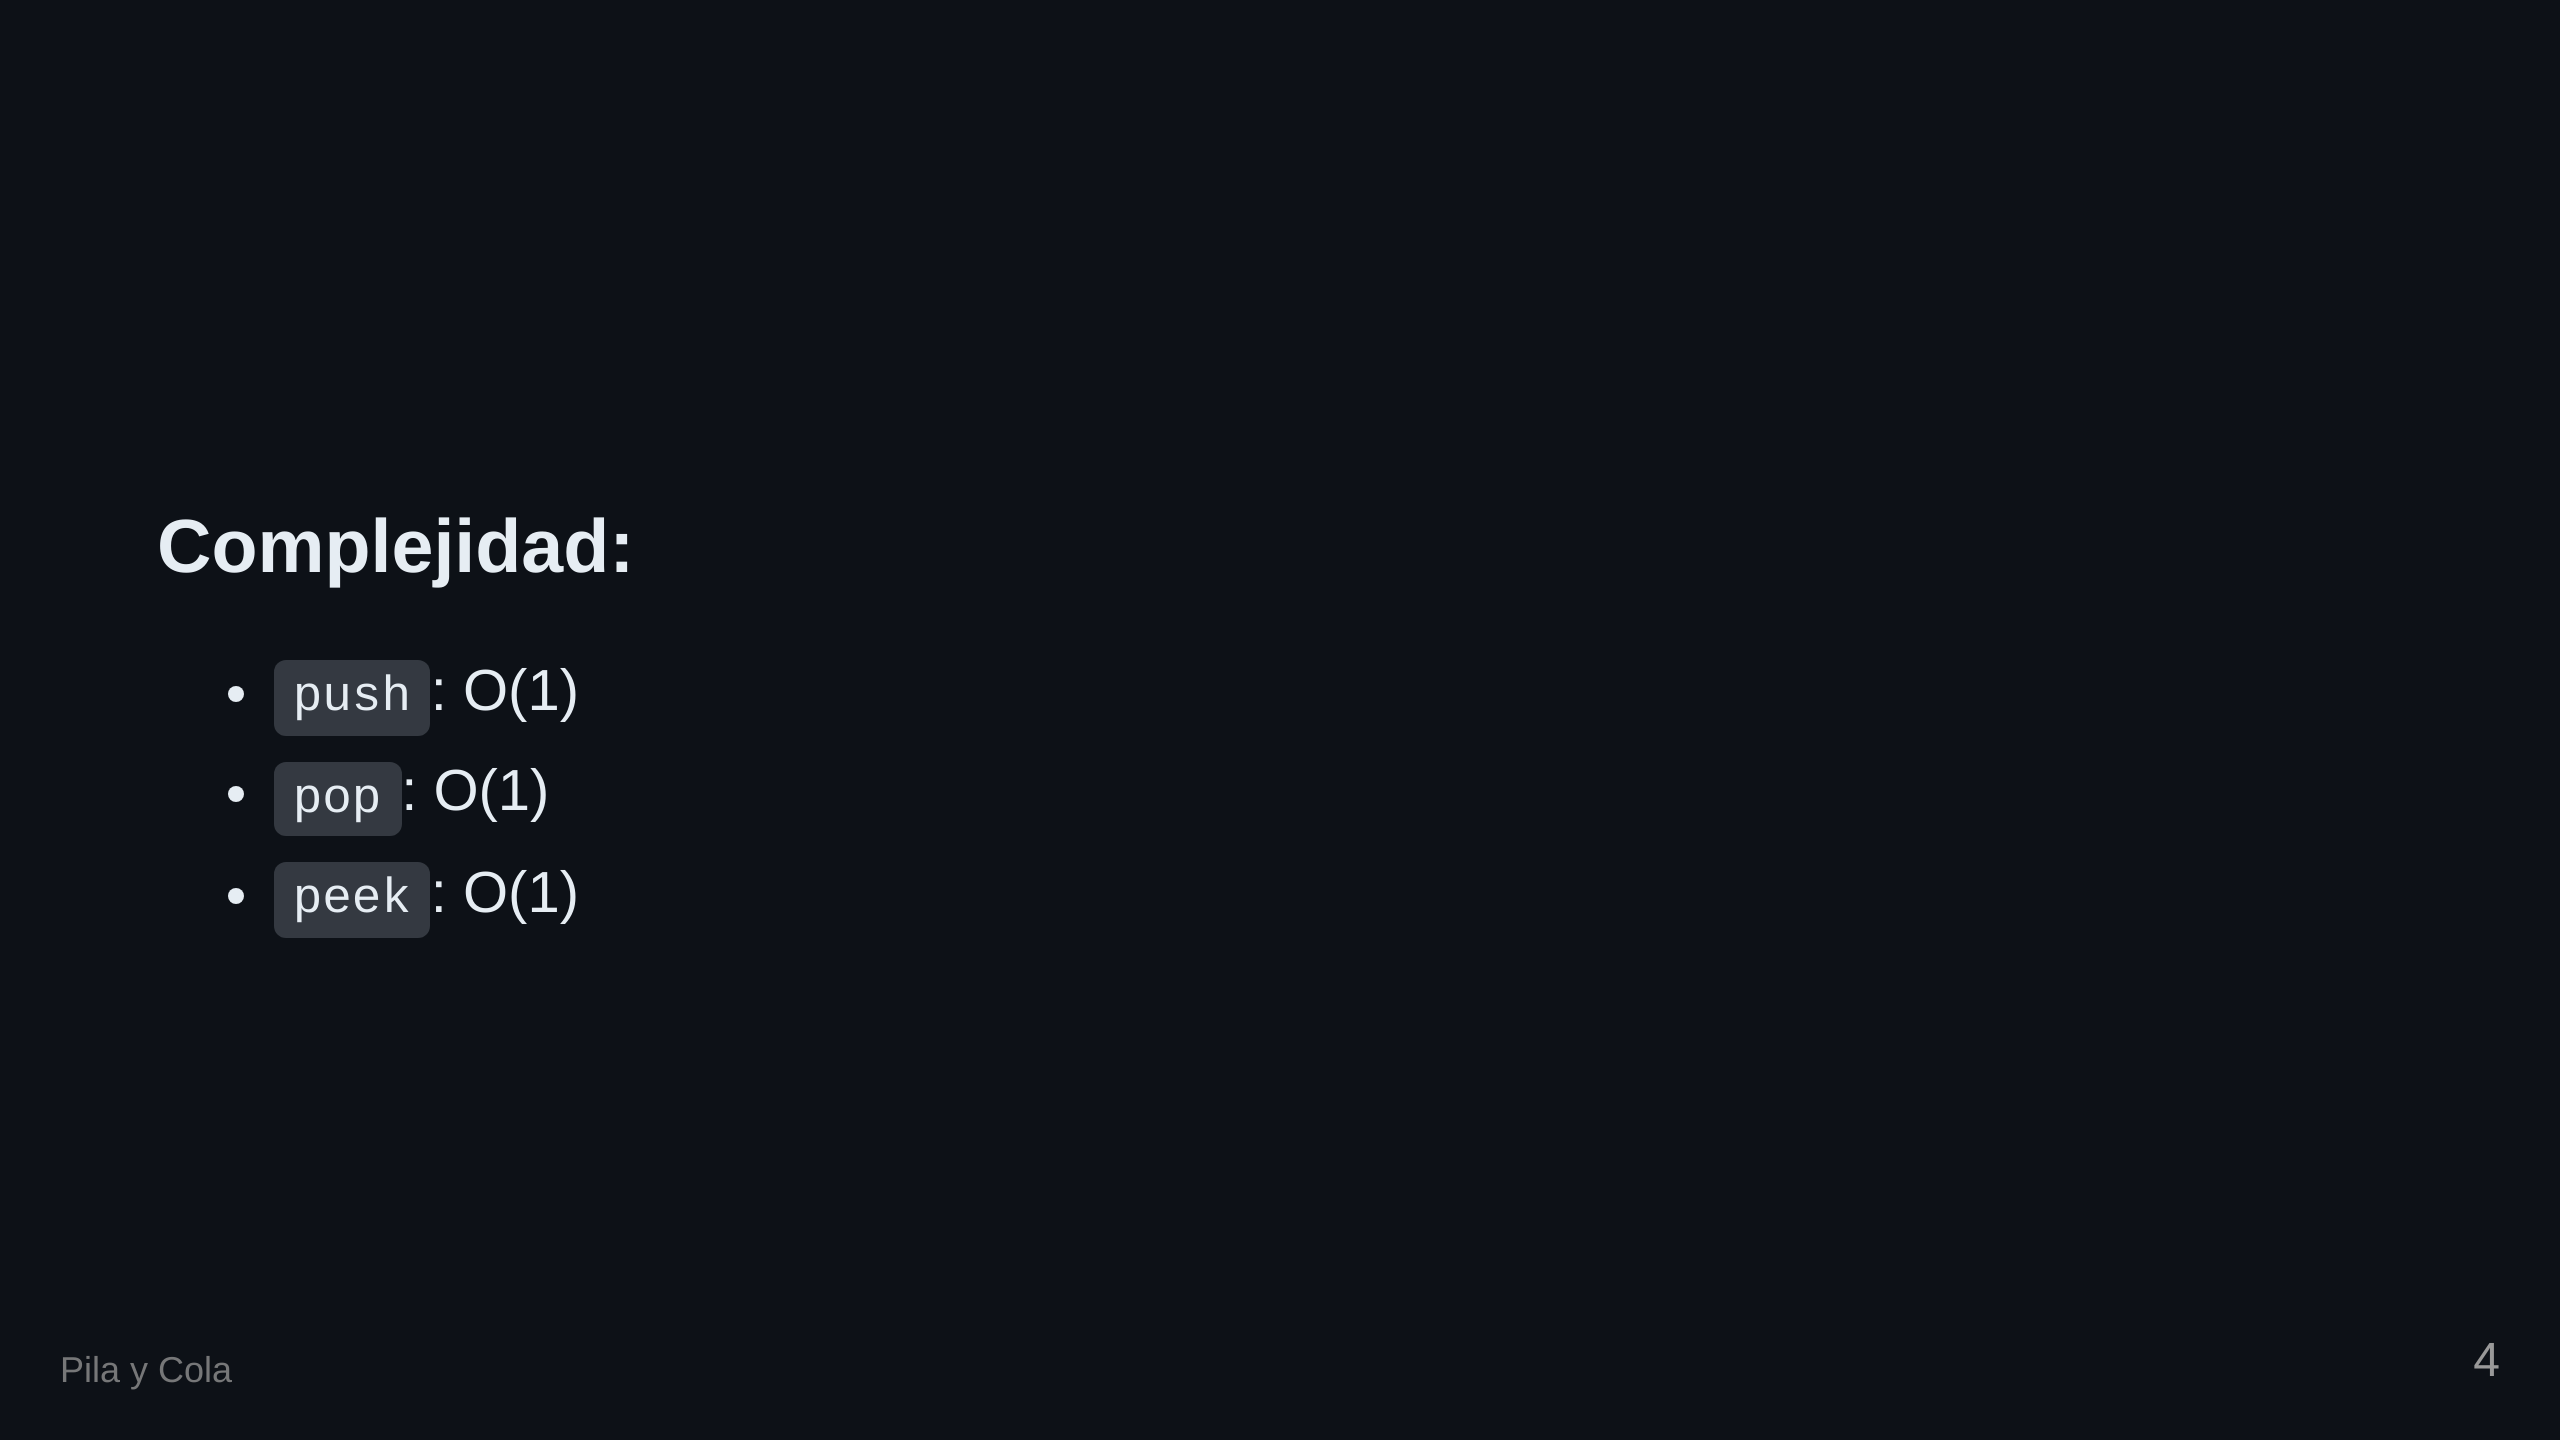 Complejidad:
• push: O(1)
• pop: O(1)
• peek: O(1)
Pila y Cola
4